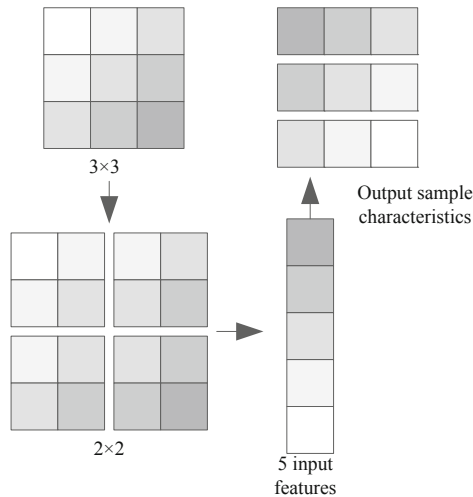 3×3
Output sample
characteristics
2×2
5 input
features